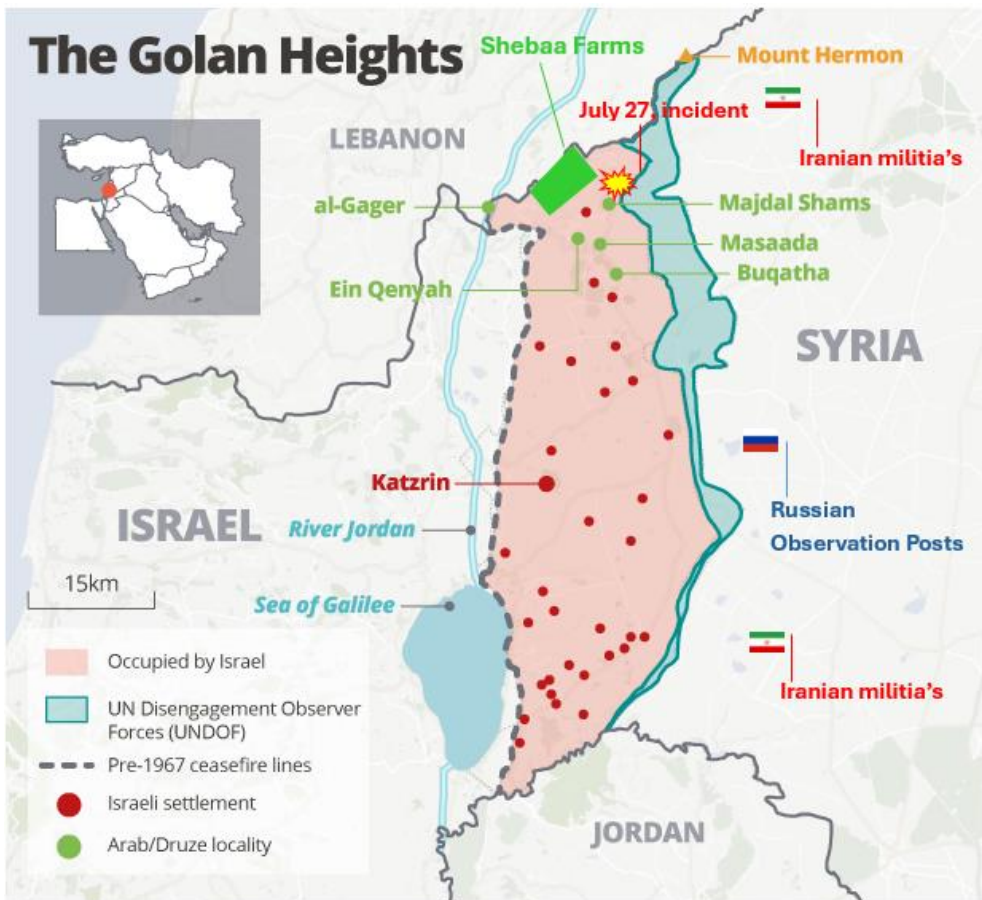 The Golan Heights
Shebaa Farms
Mount Hermon
July 27, incident
LEBANON
Iranian militia's
al-Gager
Majdal Shams
Masaada
Buqatha
Ein Qenyah
SYRIA
Katzrin
ISRAEL
River Jordan
Russian
Observation Posts
15km
Sea of Galilee
Occupied by Israel
UN Disengagement Observer
Forces (UNDOF)
Iranian militia's
Pre-1967 ceasefire lines
Israeli settlement
Arab/Druze locality
JORDAN